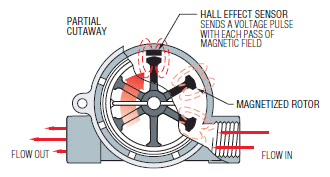 PARTIAL
CUTAWAY
HALL EFFECT SENSOR
SENDS A VOLTAGE PULSE
WITH EACH PASS OF
MAGNETIC FIELD
MAGNETIZED ROTOR
FLOW OUT
FLOW IN